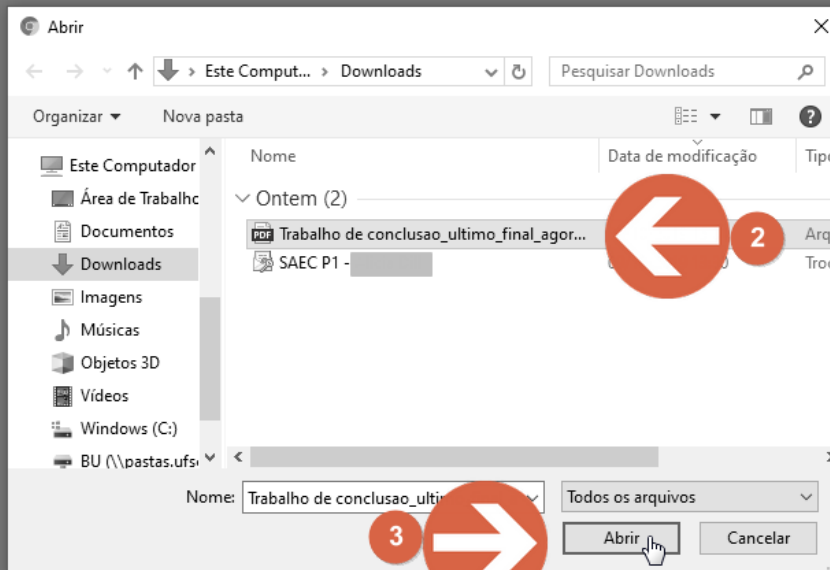 Abrir
Este Comput... > Downloads
Pesquisar Downloads
Organizar
Nova pasta
?
Nome
Data de modificação
Tipo
Este Computador
Área de Trabalho
Documentos
Downloads
Imagens
Músicas
Objetos 3D
Vídeos
Windows (C:)
BU (\\pastas.ufs
Ontem (2)
PDF Trabalho de conclusao_ultimo_final_agor...
2
Arq
SAEC P1 -
Nome:
Trabalho de conclusao_ulti
Todos os arquivos
3
Abrir
Cancelar